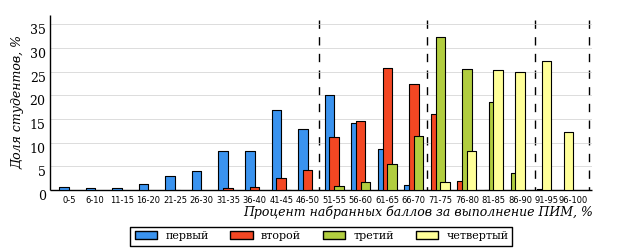 Доля студентов, %
35
30
25
20
15
10
5
0
0-5 6-10 11-15 16-20 21-25 26-30 31-35 36-40 41-45 46-50 51-55 56-60 61-65 66-70 71-75 76-80 81-85 86-90 91-95 96-100
Процент набранных баллов за выполнение ПИМ, %
первый второй третий четвертый